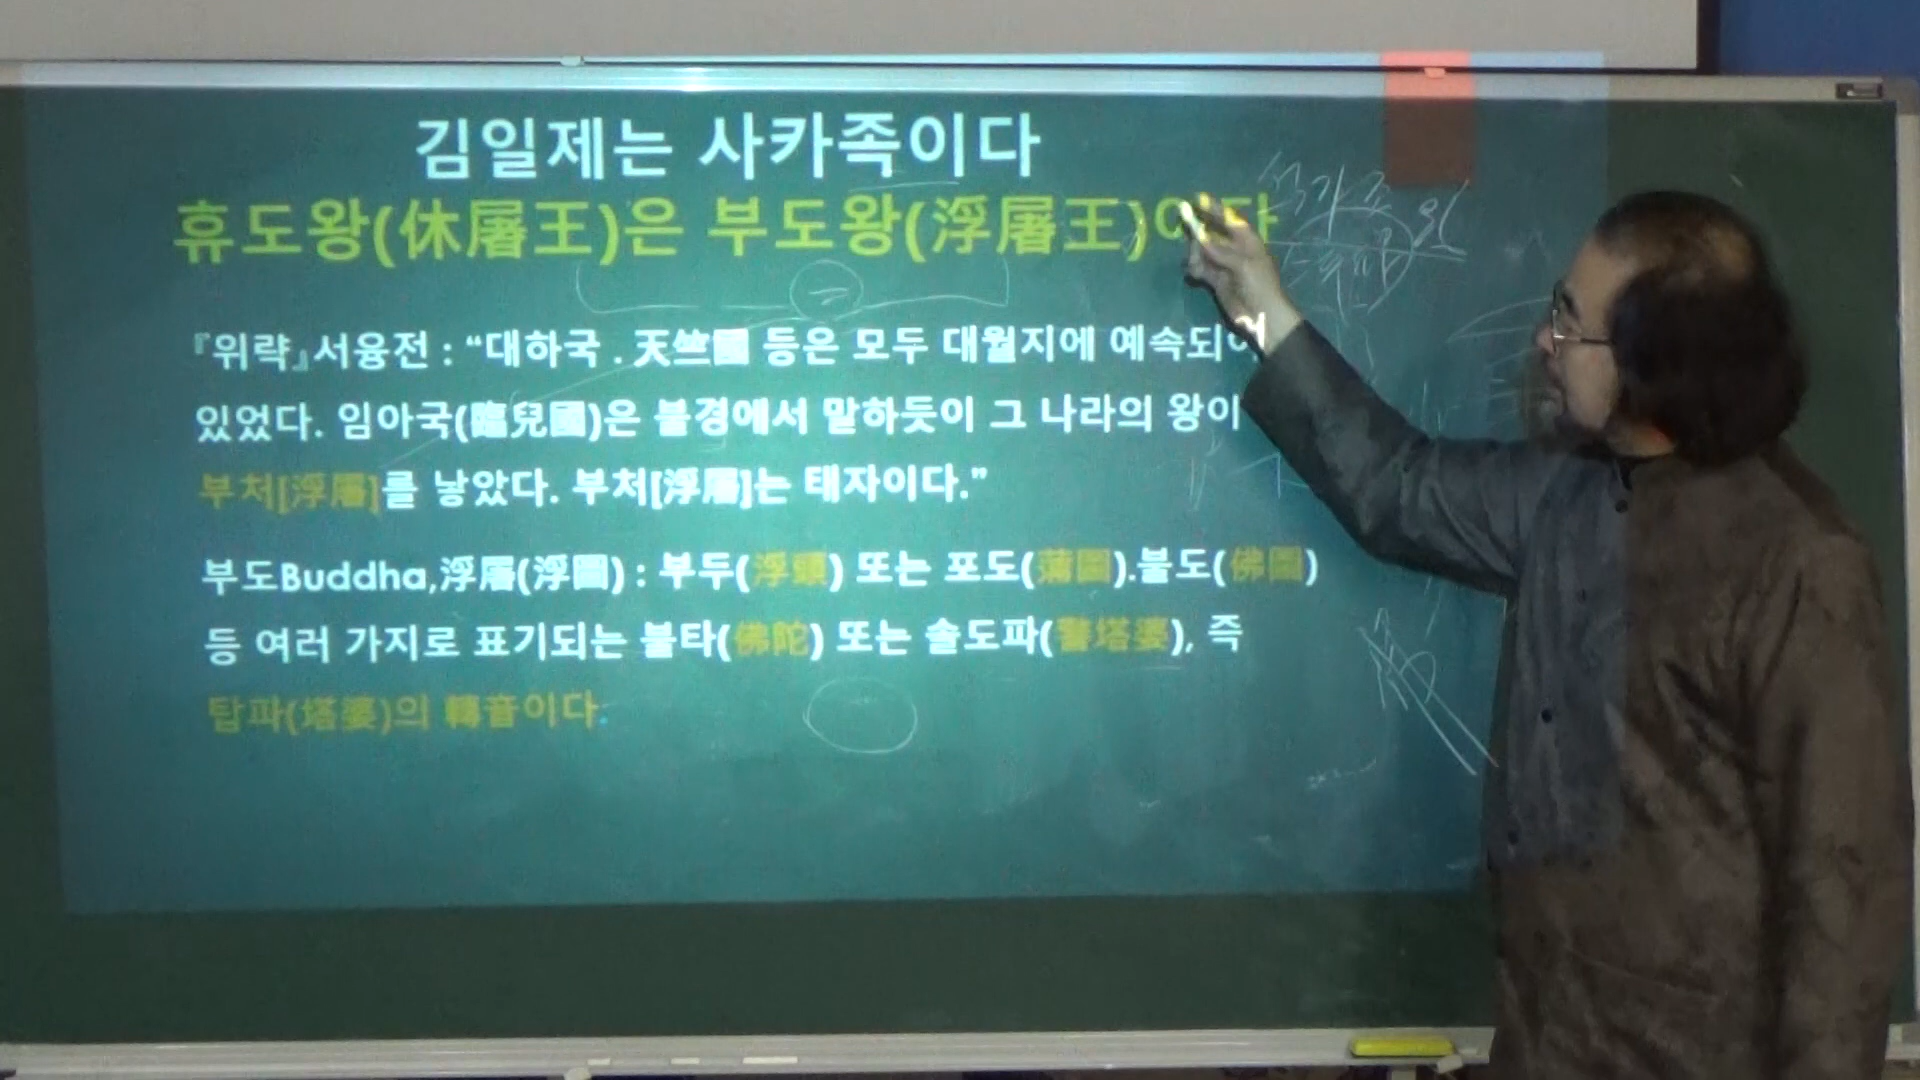 김일제는 사카족이다
휴도왕(休屠王)은 부도왕(浮屠王)이다
『위략』서융전 : “대하국 . 天竺國 등은 모두 대월지에 예속되어
있었다. 임아국(臨兒國)은 불경에서 말하듯이 그 나라의 왕이
부처[浮屠]를 낳았다. 부처[浮屠]는 태자이다.”
부도Buddha,浮屠(浮圖) : 부두(浮頭) 또는 포도(蒲圖).불도(佛圖)
등 여러 가지로 표기되는 불타(佛陀) 또는 솔도파(窣塔婆), 즉
탑파(塔婆)의 轉音이다.
석가족